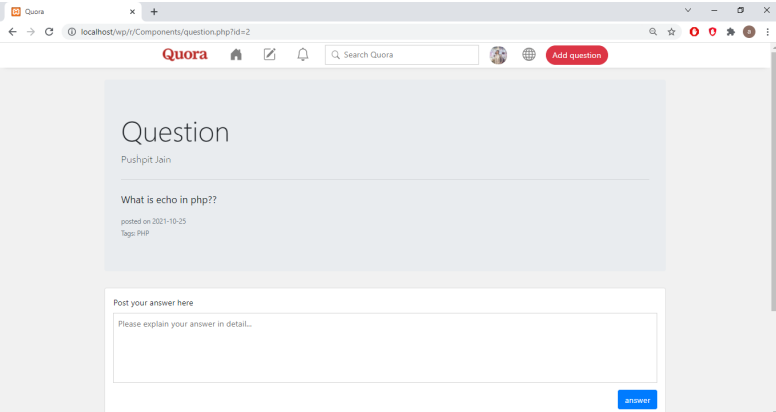 Quora
localhost/wp/r/Components/question.php?id=2
a
Quora
Search Quora
Add question
Question
Pushpit Jain
What is echo in php??
posted on 2021-10-25
Tags: PHP
Post your answer here
Please explain your answer in detail...
answer